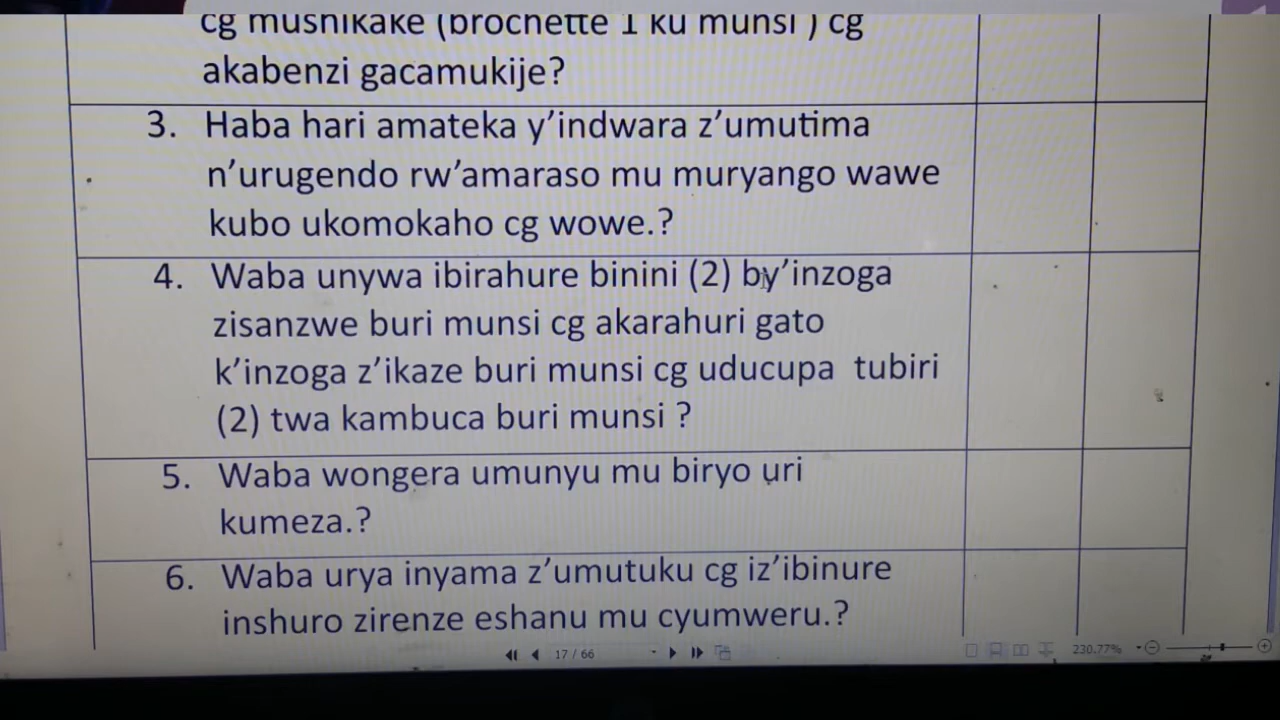 cg mushikake (brochette 1 ku munsi ) cg
akabenzi gacamukije?
3. Haba hari amateka y’indwara z’umutima
n’urugendo rw’amaraso mu muryango wawe
kubo ukomokaho cg wowe.?
4. Waba unywa ibirahure binini (2) by’inzoga
zisanzwe buri munsi cg akarahuri gato
k’inzoga z’ikaze buri munsi cg uducupa tubiri
(2) twa kambuca buri munsi ?
5. Waba wongera umunyu mu biryo uri
kumeza.?
6. Waba urya inyama z’umutuku cg iz’ibinure
inshuro zirenze eshanu mu cyumweru.?
17 / 66
230.77%